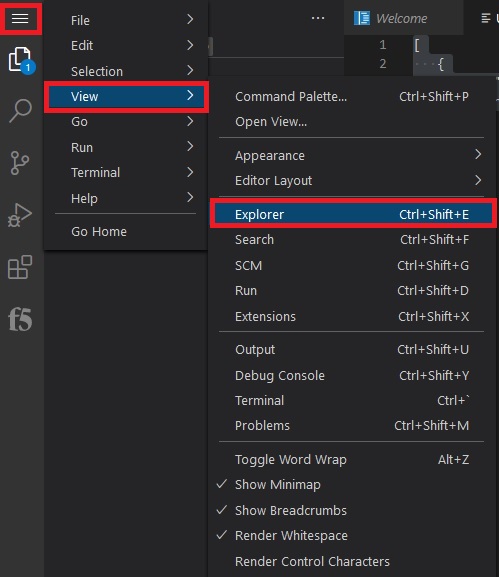 File
Edit
Selection
View
Go
Run
Terminal
Help
Go Home
1
f5
...
Welcome
1 [
2 {
Command Palette... Ctrl+Shift+P
Open View...
Appearance
Editor Layout
Explorer Ctrl+Shift+E
Search Ctrl+Shift+F
SCM Ctrl+Shift+G
Run Ctrl+Shift+D
Extensions Ctrl+Shift+X
Output Ctrl+Shift+U
Debug Console Ctrl+Shift+Y
Terminal Ctrl+`
Problems Ctrl+Shift+M
Toggle Word Wrap Alt+Z
✓ Show Minimap
✓ Show Breadcrumbs
✓ Render Whitespace
Render Control Characters